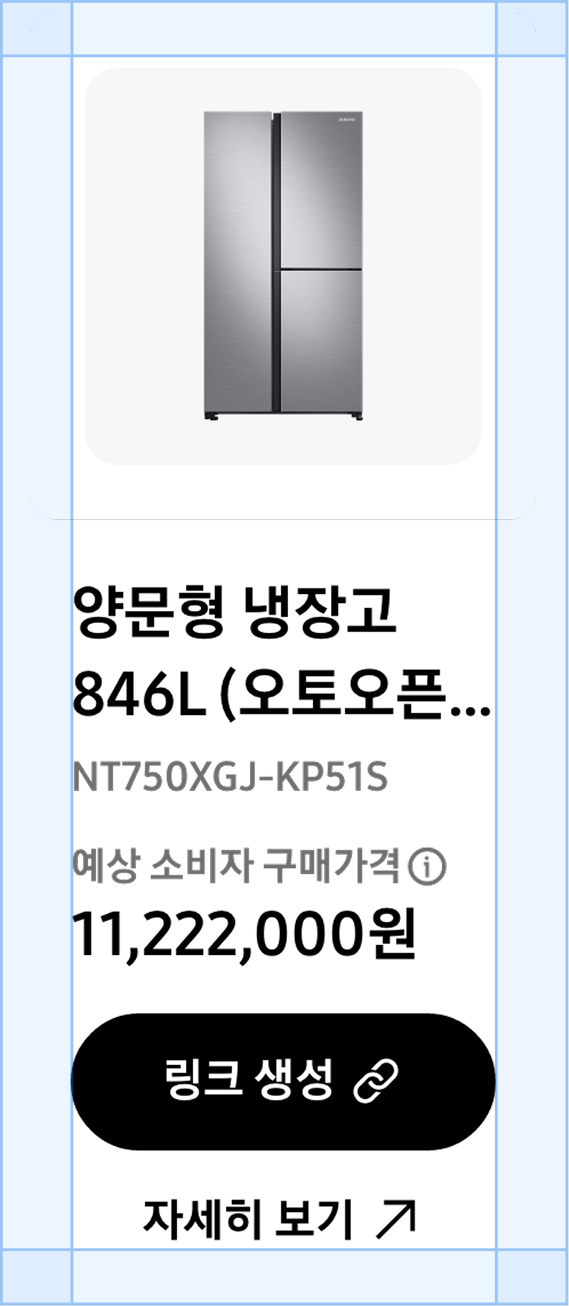 양문형 냉장고
846L (오토오픈...
NT750XGJ-KP51S
예상 소비자 구매가격
11,222,000원
링크 생성
자세히 보기